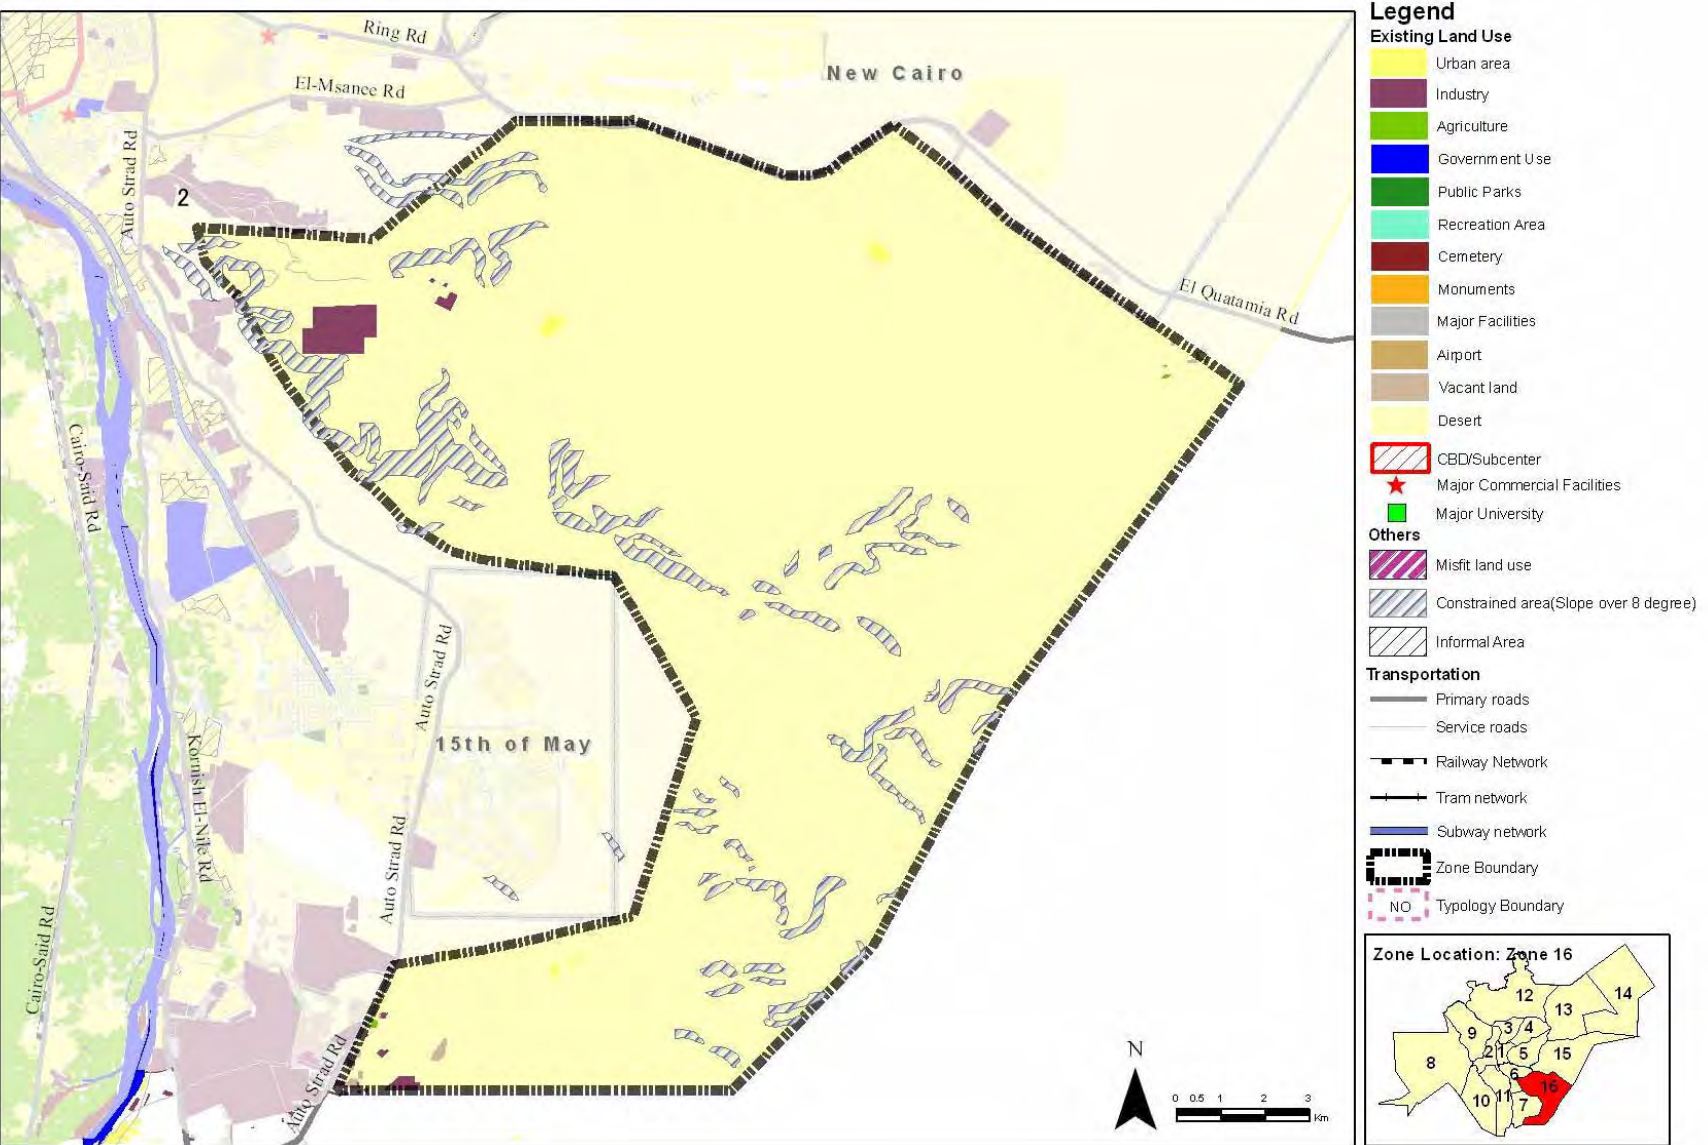 Ring Rd
New Cairo
El-Msanee Rd
Auto Strad Rd
2
El Quatamia Rd
Cairo-Said Rd
Auto Strad Rd
15th of May
Kornish El-Nile Rd
Auto Strad Rd
Cairo-Said Rd
Auto Strad Rd
N
0 0.5 1 2 3
Km
Legend
Existing Land Use
Urban area
Industry
Agriculture
Government Use
Public Parks
Recreation Area
Cemetery
Monuments
Major Facilities
Airport
Vacant land
Desert
CBD/Subcenter
Major Commercial Facilities
Major University
Others
Misfit land use
Constrained area(Slope over 8 degree)
Informal Area
Transportation
Primary roads
Service roads
Railway Network
Tram network
Subway network
Zone Boundary
NO Typology Boundary
Zone Location: Zone 16
12
14
13
9
3 4
8
2 1 5
15
6
16
10
11
7